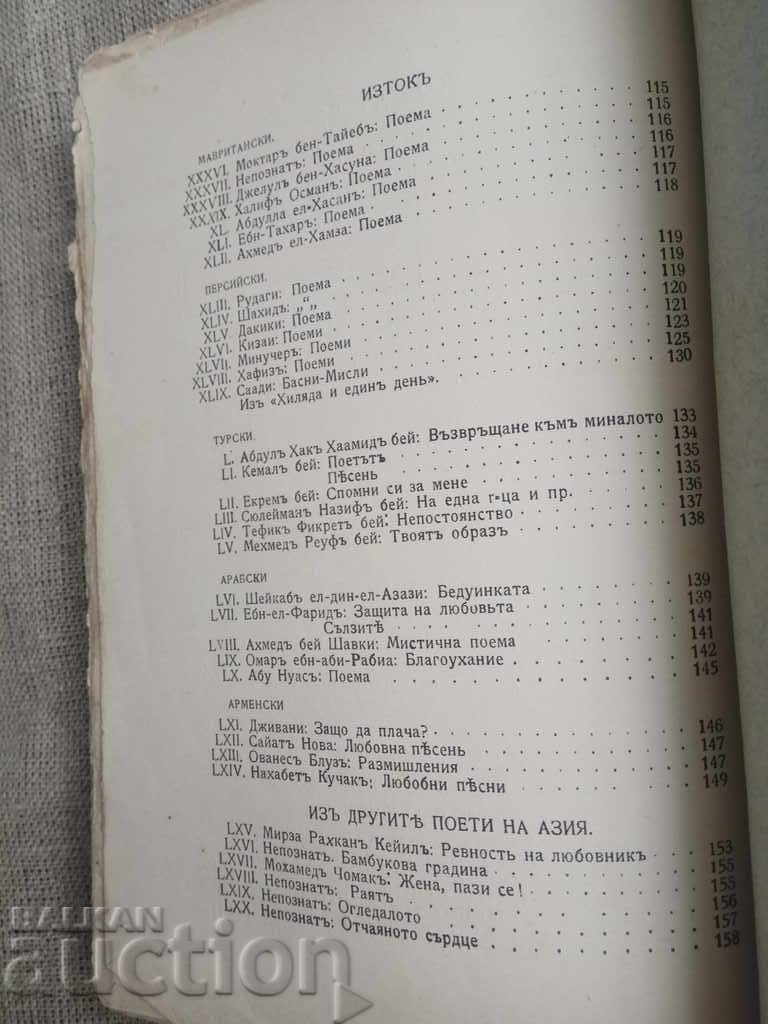 ИЗТОКЪ
МАВРИТАНСКИ.
XXXVI. Моктаръ бен-Тайебъ: Поема 115
XXXVII. Непознатъ: Поема 115
XXXVIII. Джелулъ бен-Хасуна: Поема 116
XXXIX. Халифъ Османъ: Поема 116
XL. Абдулла ел-Хасанъ: Поема 117
XLI. Ебн-Тахаръ: Поема 117
XLII. Ахмедъ ел-Хамза: Поема 118
ПЕРСИЙСКИ.
XLIII. Рудаги: Поема 119
XLIV. Шахидъ: „ “ 119
XLV. Дакики: Поема 119
XLVI. Кизаи: Поеми 120
XLVII. Минучеръ: Поеми 121
XLVIII. Хафизъ: Поеми 123
XLIX. Саади: Басни-Мисли 125
Изъ «Хиляда и единъ день». 130
ТУРСКИ.
L. Абдулъ Хакъ Хаамидъ бей: Възвръщане къмъ миналото 133
LI. Кемалъ бей: Поетътъ 134
Пѣсень 135
LII. Екремъ бей: Спомни си за мене 135
LIII. Сюлейманъ Назифъ бей: На една г-ца и пр. 136
LIV. Тефикъ Фикретъ бей: Непостоянство 137
LV. Мехмедъ Реуфъ бей: Твоятъ образъ 138
АРАБСКИ
LVI. Шейкабъ ел-дин-ел-Азази: Бедуинката 139
LVII. Ебн-ел-Фаридъ: Защита на любовьта 139
Сълзитѣ 141
LVIII. Ахмедъ бей Шавки: Мистична поема 141
LIX. Омаръ ебн-аби-Рабиа: Благоухание 142
LX. Абу Нуасъ: Поема 145
АРМЕНСКИ
LXI. Дживани: Защо да плача? 146
LXII. Сайатъ Нова: Любовна пѣсень 147
LXIII. Ованесъ Блузъ: Размишления 147
LXIV. Нахабетъ Кучакъ: Любобни пѣсни 149
ИЗЪ ДРУГИТѢ ПОЕТИ НА АЗИЯ.
LXV. Мирза Рахканъ Кейилъ: Ревность на любовникъ 153
LXVI. Непознатъ. Бамбукова градина 155
LXVII. Мохамедъ Чомакъ: Жена, пази се! 155
LXVIII. Непознатъ: Раятъ 156
LXIX. Непознатъ: Огледалото 157
LXX. Непознатъ: Отчаяното сърдце 158
BALKAN
auction